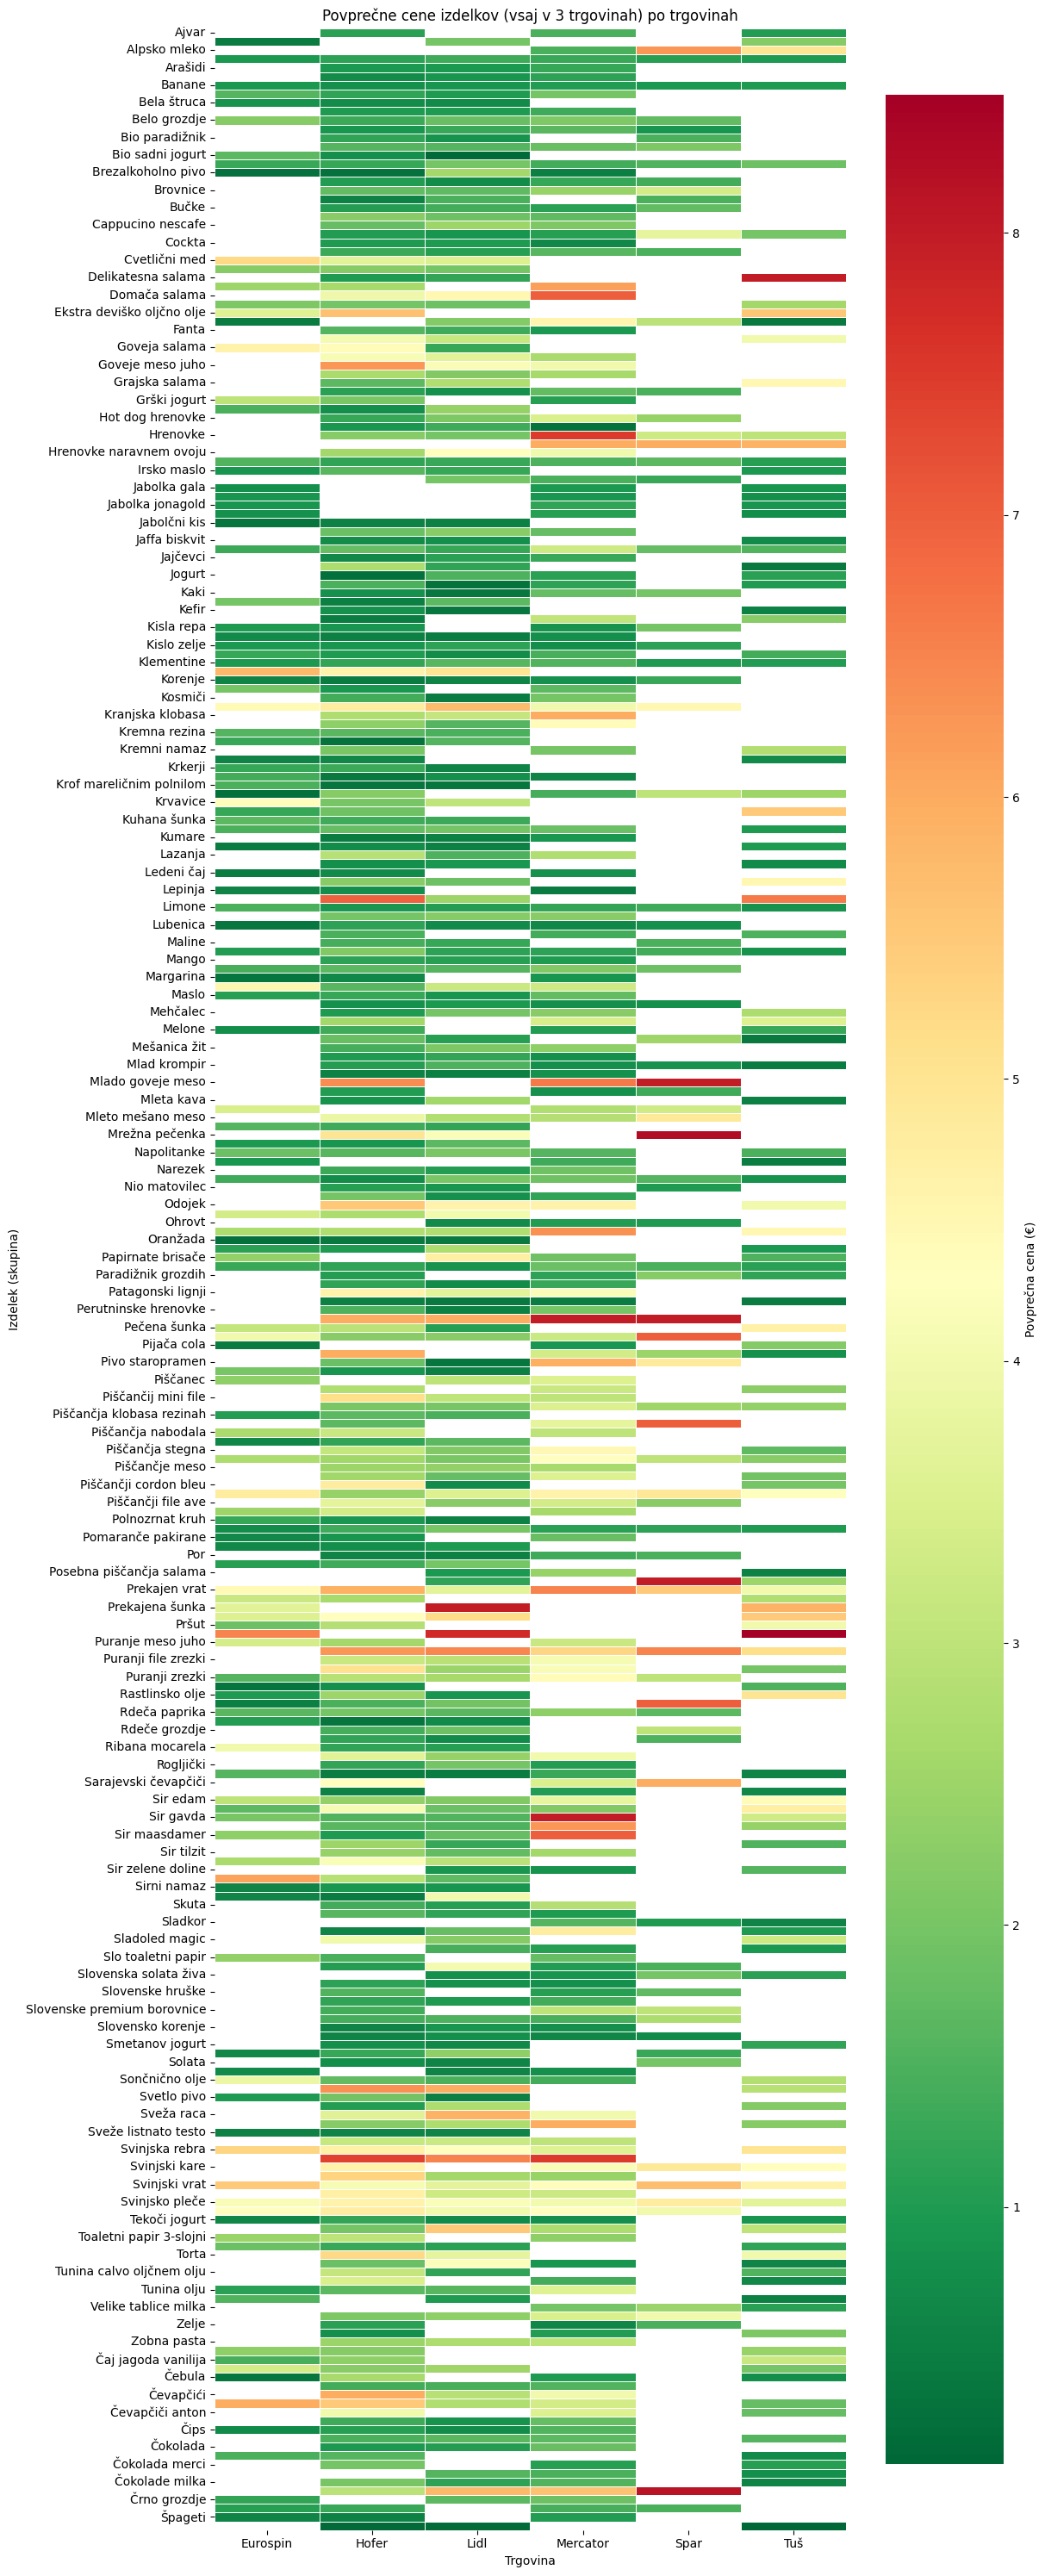 Povprečne cene izdelkov (vsaj v 3 trgovinah) po trgovinah
Ajvar
Alpsko mleko
Arašidi
Banane
Bela štruca
Belo grozdje
Bio paradižnik
Bio sadni jogurt
Brezalkoholno pivo
Brovnice
Bučke
Cappucino nescafe
Cockta
Cvetlični med
Delikatesna salama
Domača salama
Ekstra deviško oljčno olje
Fanta
Goveja salama
Goveje meso juho
Grajska salama
Grški jogurt
Hot dog hrenovke
Hrenovke
Hrenovke naravnem ovoju
Irsko maslo
Jabolka gala
Jabolka jonagold
Jabolčni kis
Jaffa biskvit
Jajčevci
Jogurt
Kaki
Kefir
Kisla repa
Kislo zelje
Klementine
Korenje
Kosmiči
Kranjska klobasa
Kremna rezina
Kremni namaz
Krkerji
Krof mareličnim polnilom
Krvavice
Kuhana šunka
Kumare
Lazanja
Ledeni čaj
Lepinja
Limone
Lubenica
Maline
Mango
Margarina
Maslo
Mehčalec
Melone
Mešanica žit
Mlad krompir
Mlado goveje meso
Mleta kava
Mleto mešano meso
Mrežna pečenka
Napolitanke
Narezek
Nio matovilec
Odojek
Ohrovt
Oranžada
Papirnate brisače
Paradižnik grozdih
Patagonski lignji
Perutninske hrenovke
Pečena šunka
Pijača cola
Pivo staropramen
Piščanec
Piščančij mini file
Piščančja klobasa rezinah
Piščančja nabodala
Piščančja stegna
Piščančje meso
Piščančji cordon bleu
Piščančji file ave
Polnozrnat kruh
Pomaranče pakirane
Por
Posebna piščančja salama
Prekajen vrat
Prekajena šunka
Pršut
Puranje meso juho
Puranji file zrezki
Puranji zrezki
Rastlinsko olje
Rdeča paprika
Rdeče grozdje
Ribana mocarela
Rogljički
Sarajevski čevapčiči
Sir edam
Sir gavda
Sir maasdamer
Sir tilzit
Sir zelene doline
Sirni namaz
Skuta
Sladkor
Sladoled magic
Slo toaletni papir
Slovenska solata živa
Slovenske hruške
Slovenske premium borovnice
Slovensko korenje
Smetanov jogurt
Solata
Sončnično olje
Svetlo pivo
Sveža raca
Sveže listnato testo
Svinjska rebra
Svinjski kare
Svinjski vrat
Svinjsko pleče
Tekoči jogurt
Toaletni papir 3-slojni
Torta
Tunina calvo oljčnem olju
Tunina olju
Velike tablice milka
Zelje
Zobna pasta
Čaj jagoda vanilija
Čebula
Čevapčići
Čevapčiči anton
Čips
Čokolada
Čokolada merci
Čokolade milka
Črno grozdje
Špageti
Izdelek (skupina)
Eurospin
Hofer
Lidl
Mercator
Spar
Tuš
Trgovina
8
7
6
5
4
3
2
1
Povprečna cena (€)